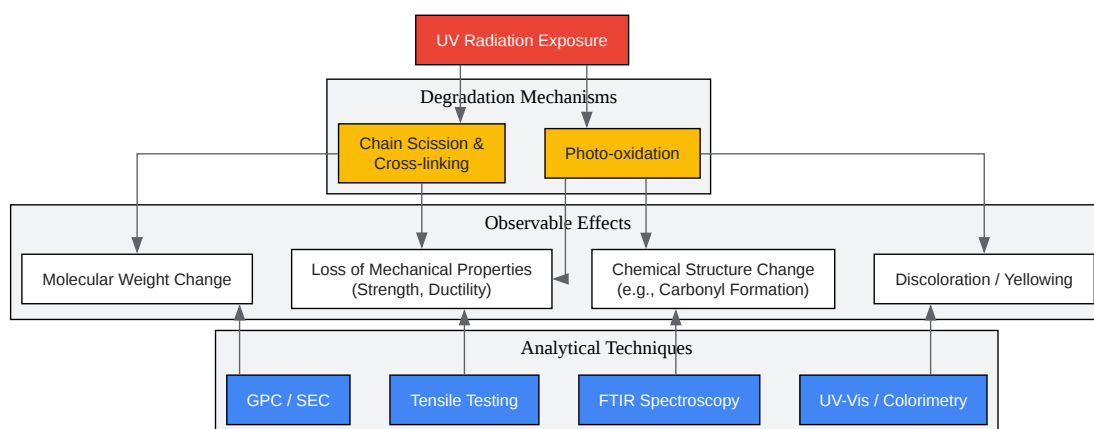 UV Radiation Exposure
Degradation Mechanisms
Chain Scission &
Cross-linking
Photo-oxidation
Observable Effects
Molecular Weight Change
Loss of Mechanical Properties
(Strength, Ductility)
Chemical Structure Change
(e.g., Carbonyl Formation)
Discoloration / Yellowing
Analytical Techniques
GPC / SEC
Tensile Testing
FTIR Spectroscopy
UV-Vis / Colorimetry